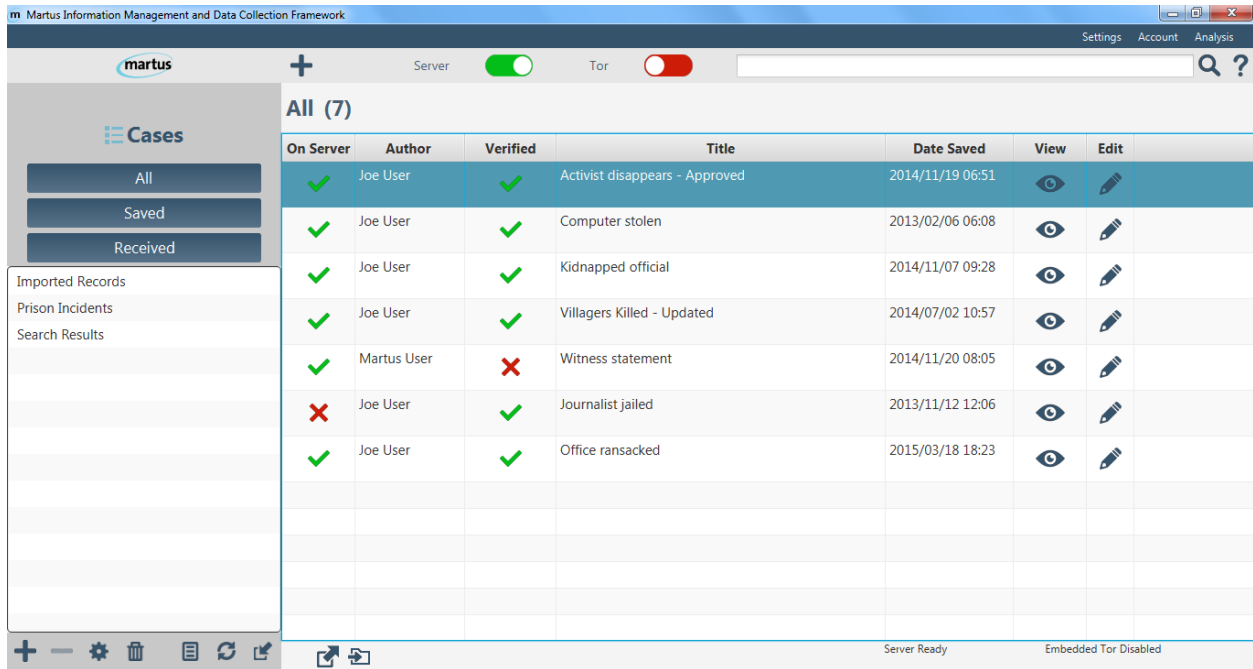 m Martus Information Management and Data Collection Framework
Settings Account Analysis
martus Server Tor ?
All (7)
Cases
On Server Author Verified Title Date Saved View Edit
All
Joe User Activist disappears - Approved 2014/11/19 06:51
Saved
Joe User Computer stolen 2013/02/06 06:08
Received
Joe User Kidnapped official 2014/11/07 09:28
Imported Records
Prison Incidents
Joe User Villagers Killed - Updated 2014/07/02 10:57
Search Results
Martus User Witness statement 2014/11/20 08:05
Joe User Journalist jailed 2013/11/12 12:06
Joe User Office ransacked 2015/03/18 18:23
Server Ready Embedded Tor Disabled